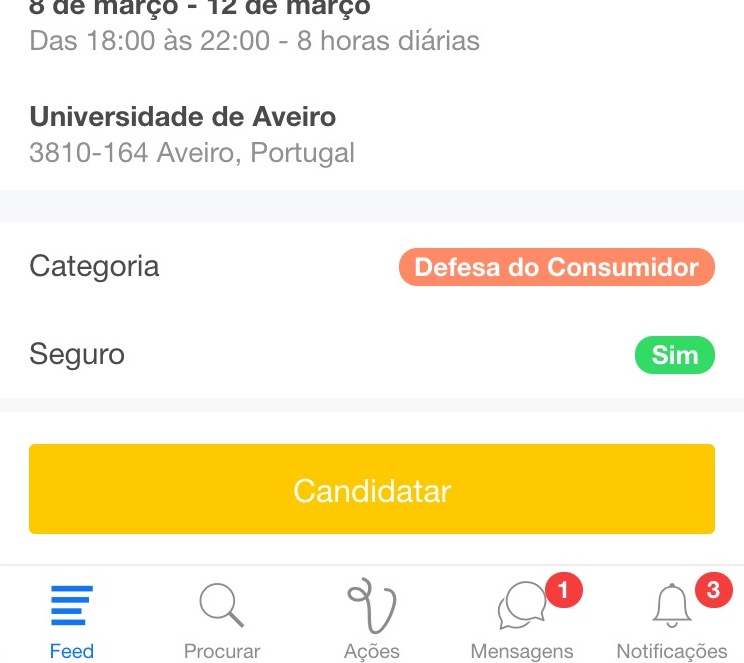 8 de março - 12 de março
Das 18:00 às 22:00 - 8 horas diárias
Universidade de Aveiro
3810-164 Aveiro, Portugal
Categoria
Defesa do Consumidor
Seguro
Sim
Candidatar
1
3
Feed
Procurar
Ações
Mensagens
Notificações